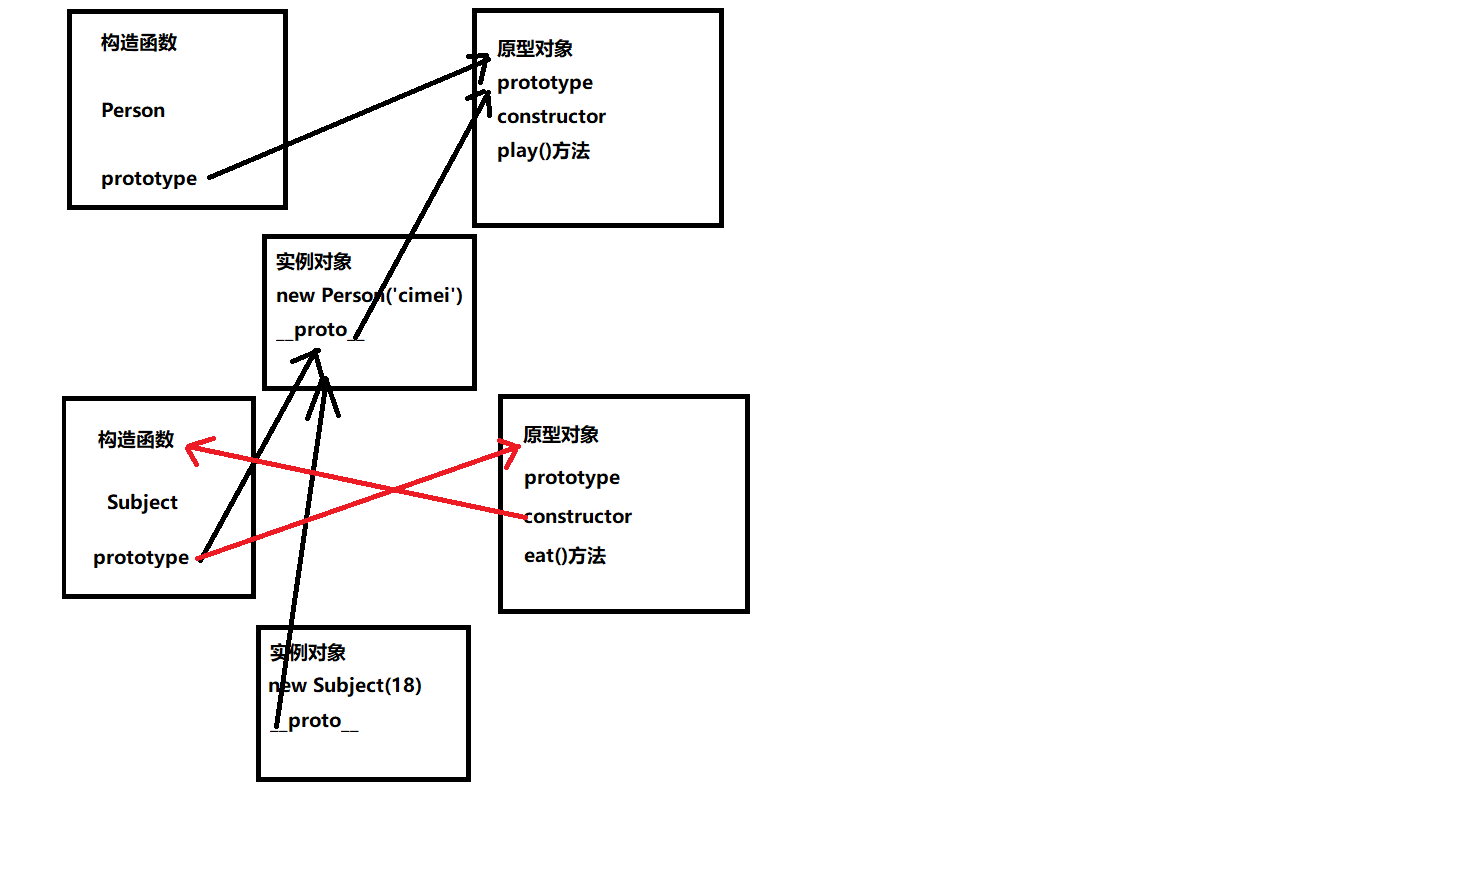 构造函数
Person
prototype
原型对象
prototype
constructor
play()方法
实例对象
new Person('cimei')
__proto__
构造函数
Subject
prototype
原型对象
prototype
constructor
eat()方法
实例对象
new Subject(18)
__proto__